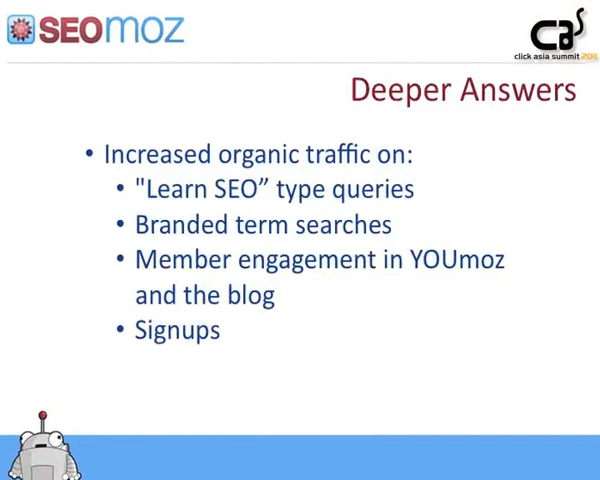 SEOmoz
click asia summit 2011
Deeper Answers
• Increased organic traffic on:
• "Learn SEO” type queries
• Branded term searches
• Member engagement in YOUmoz
and the blog
• Signups